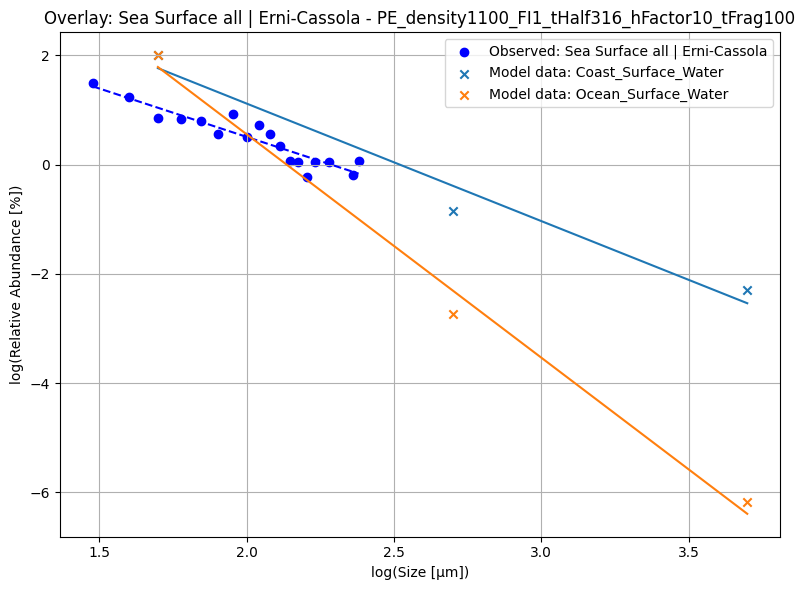 Overlay: Sea Surface all | Erni-Cassola - PE_density1100_FI1_tHalf316_hFactor10_tFrag100
Observed: Sea Surface all | Erni-Cassola
Model data: Coast_Surface_Water
Model data: Ocean_Surface_Water
log(Relative Abundance [%])
2
0
−2
−4
−6
1.5 2.0 2.5 3.0 3.5
log(Size [μm])